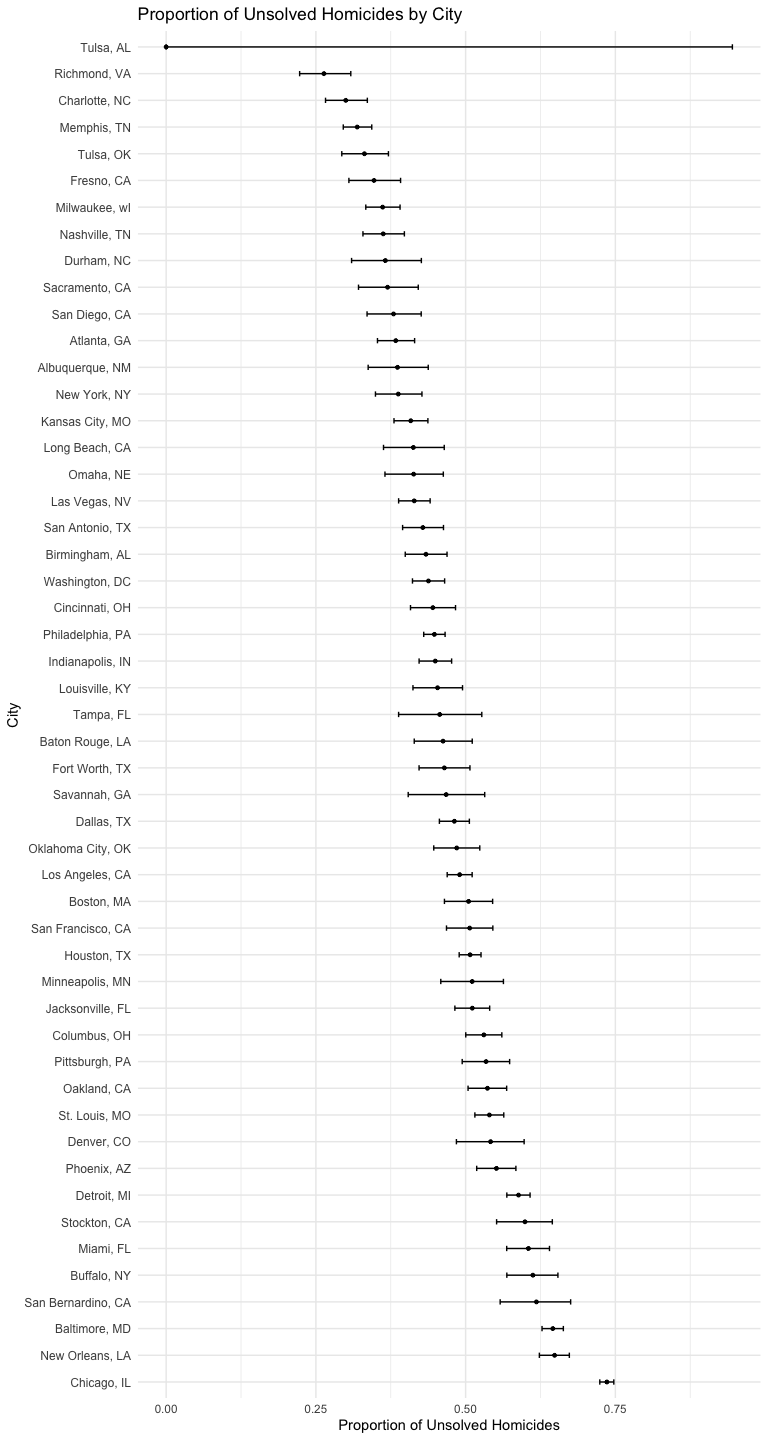 Proportion of Unsolved Homicides by City
Tulsa, AL
Richmond, VA
Charlotte, NC
Memphis, TN
Tulsa, OK
Fresno, CA
Milwaukee, wI
Nashville, TN
Durham, NC
Sacramento, CA
San Diego, CA
Atlanta, GA
Albuquerque, NM
New York, NY
Kansas City, MO
Long Beach, CA
Omaha, NE
Las Vegas, NV
San Antonio, TX
Birmingham, AL
Washington, DC
Cincinnati, OH
Philadelphia, PA
Indianapolis, IN
Louisville, KY
Tampa, FL
Baton Rouge, LA
Fort Worth, TX
Savannah, GA
Dallas, TX
Oklahoma City, OK
Los Angeles, CA
Boston, MA
San Francisco, CA
Houston, TX
Minneapolis, MN
Jacksonville, FL
Columbus, OH
Pittsburgh, PA
Oakland, CA
St. Louis, MO
Denver, CO
Phoenix, AZ
Detroit, MI
Stockton, CA
Miami, FL
Buffalo, NY
San Bernardino, CA
Baltimore, MD
New Orleans, LA
Chicago, IL
City
0.00 0.25 0.50 0.75
Proportion of Unsolved Homicides